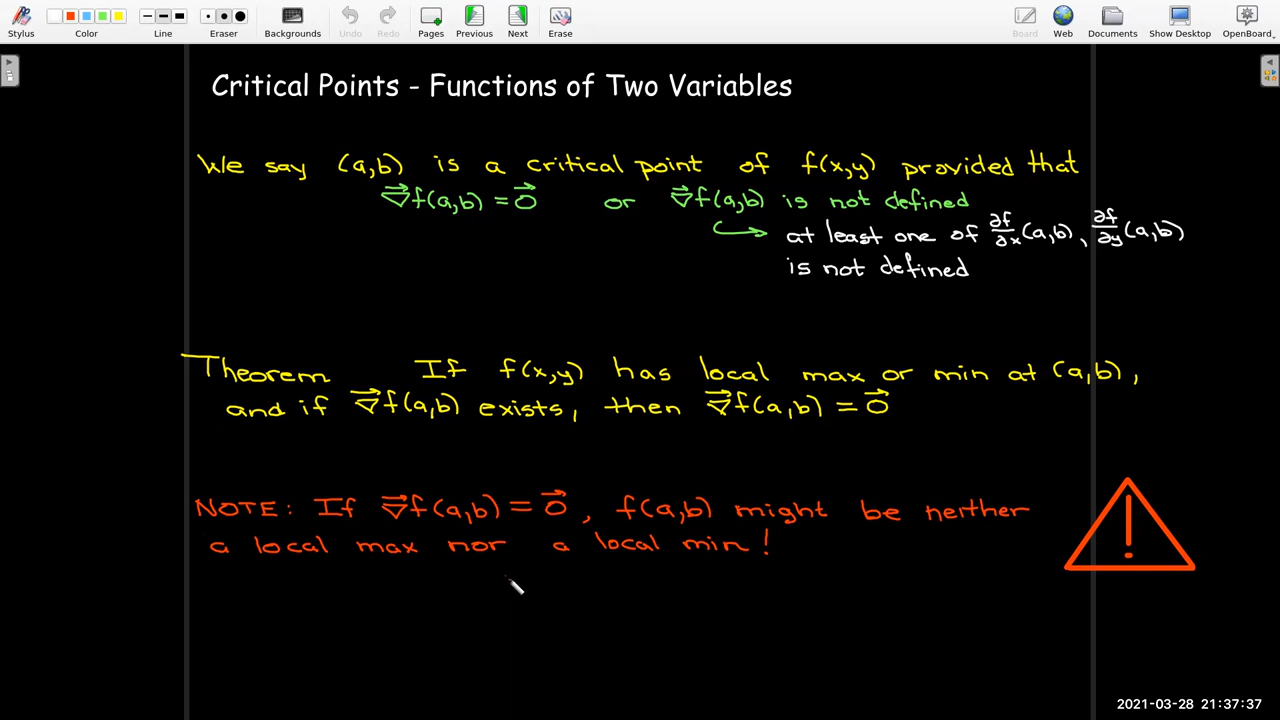 Stylus Color Line Eraser Backgrounds Undo Redo Pages Previous Next Erase Board Web Documents Show Desktop OpenBoard
Critical Points - Functions of Two Variables
We say (a,b) is a critical point of f(x,y) provided that
∇⃗f(a,b) = 0⃗ or ∇⃗f(a,b) is not defined
↪ at least one of ∂f/∂x(a,b), ∂f/∂y(a,b)
is not defined
Theorem If f(x,y) has local max or min at (a,b),
and if ∇⃗f(a,b) exists, then ∇⃗f(a,b) = 0⃗
NOTE: If ∇⃗f(a,b) = 0⃗, f(a,b) might be neither
a local max nor a local min!
!
2021-03-28 21:37:37